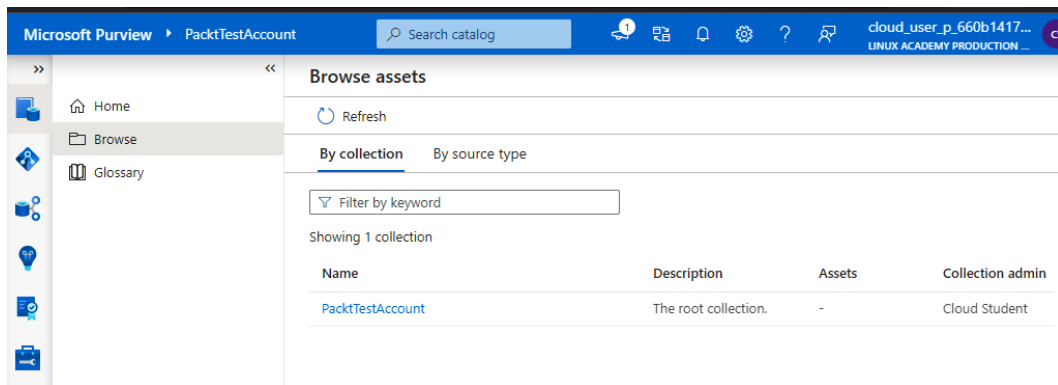 Microsoft Purview PacktTestAccount Search catalog 1 ? cloud_user_p_660b1417...
LINUX ACADEMY PRODUCTION ...
Browse assets
Home
Refresh
Browse
By collection By source type
Glossary
Filter by keyword
Showing 1 collection
Name Description Assets Collection admin
PacktTestAccount The root collection. - Cloud Student